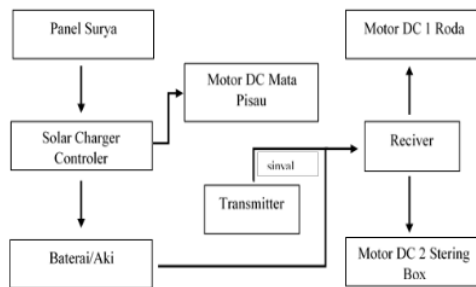 Panel Surya
Motor DC 1 Roda
Motor DC Mata
Pisau
Solar Charger
Controler
Reciver
sinyal
Transmitter
Baterai/Aki
Motor DC 2 Stering
Box